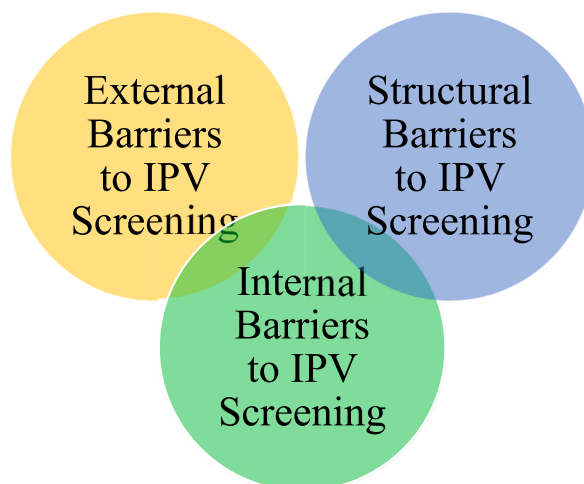 External
Barriers
to IPV
Screening
Structural
Barriers
to IPV
Screening
Internal
Barriers
to IPV
Screening